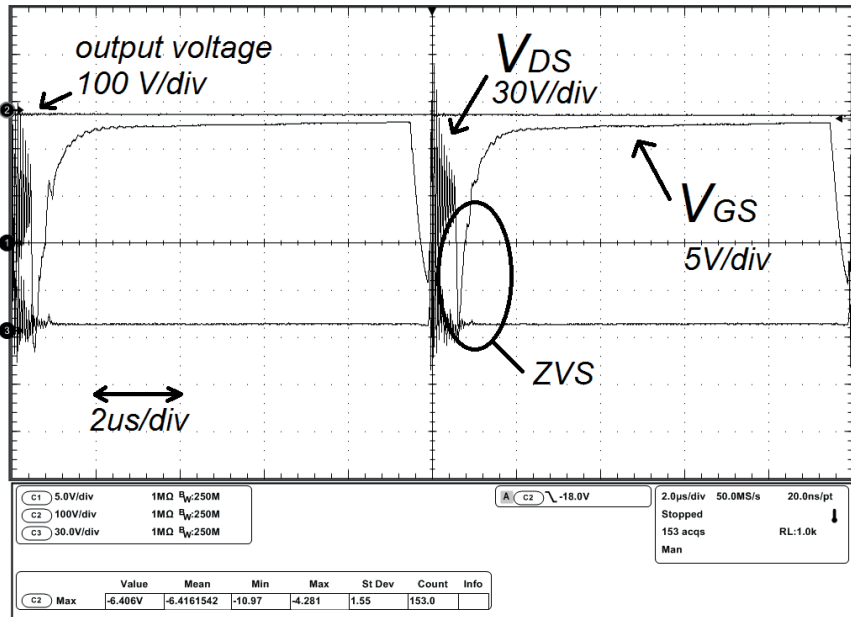 output voltage
100 V/div
VDS
30V/div
VGS
5V/div
ZVS
2us/div
2
1
3
C1 5.0V/div 1MΩ BW:250M
C2 100V/div 1MΩ BW:250M
C3 30.0V/div 1MΩ BW:250M
A C2 -18.0V
2.0µs/div 50.0MS/s 20.0ns/pt
Stopped
153 acqs RL:1.0k
Man
Value Mean Min Max St Dev Count Info
C2 Max -6.406V -6.4161542 -10.97 -4.281 1.55 153.0